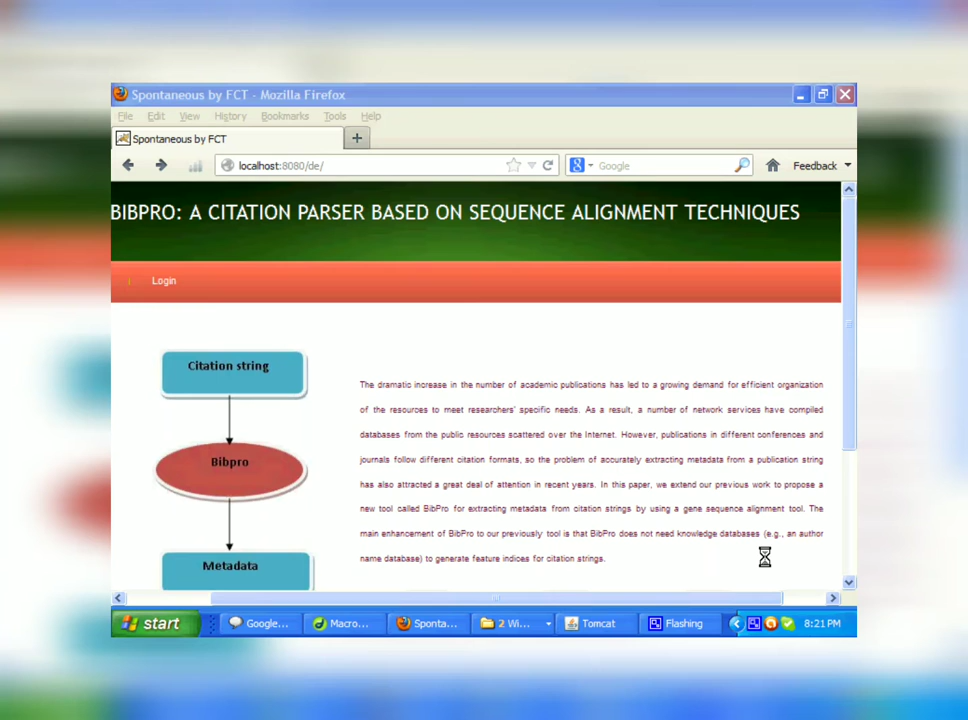 Spontaneous by FCT - Mozilla Firefox
File Edit View History Bookmarks Tools Help
Spontaneous by FCT
localhost:8080/de/ Google Feedback
BIBPRO: A CITATION PARSER BASED ON SEQUENCE ALIGNMENT TECHNIQUES
Login
Citation string
Bibpro
Metadata
The dramatic increase in the number of academic publications has led to a growing demand for efficient organization
of the resources to meet researchers' specific needs. As a result, a number of network services have compiled
databases from the public resources scattered over the Internet. However, publications in different conferences and
journals follow different citation formats, so the problem of accurately extracting metadata from a publication string
has also attracted a great deal of attention in recent years. In this paper, we extend our previous work to propose a
new tool called BibPro for extracting metadata from citation strings by using a gene sequence alignment tool. The
main enhancement of BibPro to our previously tool is that BibPro does not need knowledge databases (e.g., an author
name database) to generate feature indices for citation strings.
start Google... Macro... Sponta... 2 Wi... Tomcat Flashing 8:21 PM